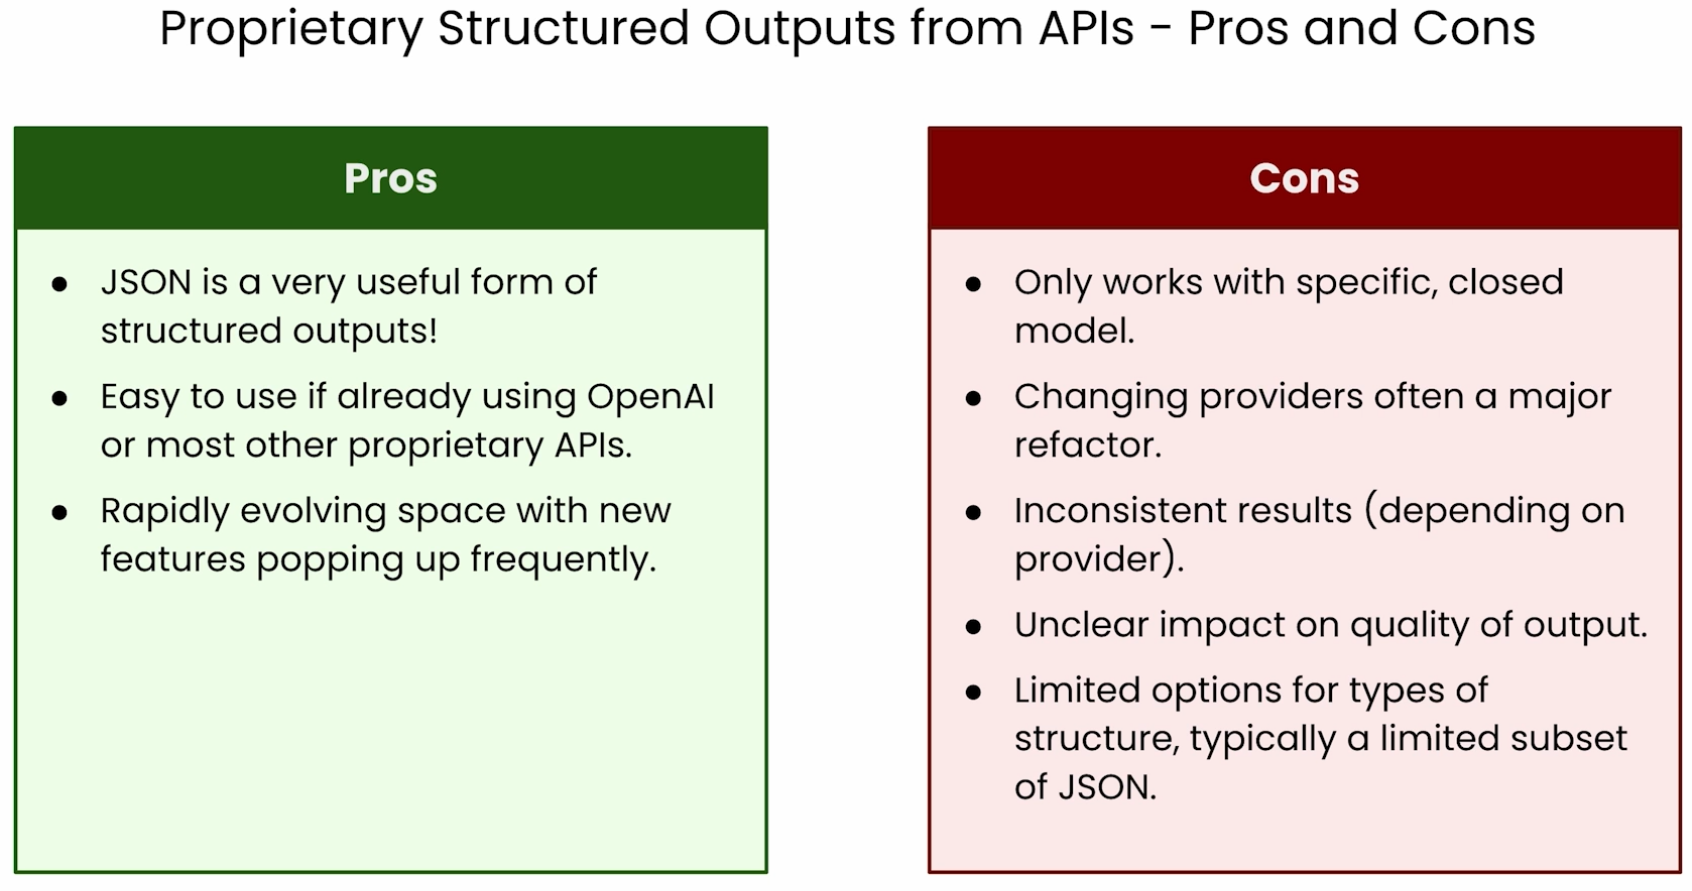 Proprietary Structured Outputs from APIs - Pros and Cons
Pros
● JSON is a very useful form of
structured outputs!
● Easy to use if already using OpenAI
or most other proprietary APIs.
● Rapidly evolving space with new
features popping up frequently.
Cons
● Only works with specific, closed
model.
● Changing providers often a major
refactor.
● Inconsistent results (depending on
provider).
● Unclear impact on quality of output.
● Limited options for types of
structure, typically a limited subset
of JSON.